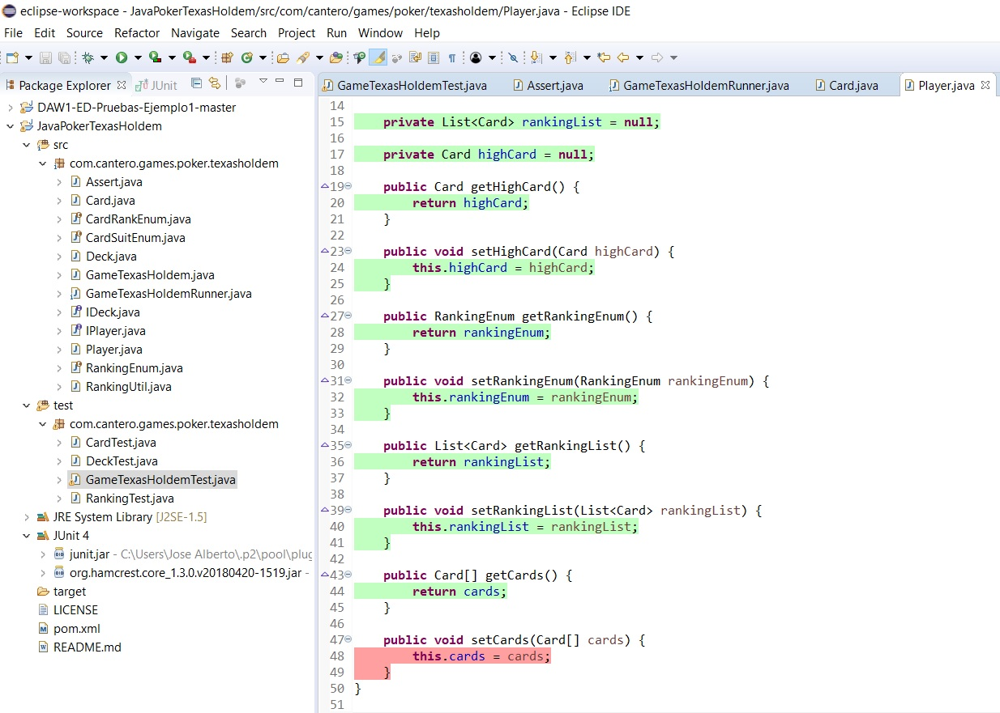 eclipse-workspace - JavaPokerTexasHoldem/src/com/cantero/games/poker/texasholdem/Player.java - Eclipse IDE
File Edit Source Refactor Navigate Search Project Run Window Help
Package Explorer JUnit
DAW1-ED-Pruebas-Ejemplo1-master
JavaPokerTexasHoldem
src
com.cantero.games.poker.texasholdem
Assert.java
Card.java
CardRankEnum.java
CardSuitEnum.java
Deck.java
GameTexasHoldem.java
GameTexasHoldemRunner.java
IDeck.java
IPlayer.java
Player.java
RankingEnum.java
RankingUtil.java
test
com.cantero.games.poker.texasholdem
CardTest.java
DeckTest.java
GameTexasHoldemTest.java
RankingTest.java
JRE System Library [J2SE-1.5]
JUnit 4
junit.jar - C:\Users\Jose Alberto\.p2\pool\plug
org.hamcrest.core_1.3.0.v20180420-1519.jar -
target
LICENSE
pom.xml
README.md
GameTexasHoldemTest.java Assert.java GameTexasHoldemRunner.java Card.java Player.java
14
15 private List<Card> rankingList = null;
16
17 private Card highCard = null;
18
19 public Card getHighCard() {
20 return highCard;
21 }
22
23 public void setHighCard(Card highCard) {
24 this.highCard = highCard;
25 }
26
27 public RankingEnum getRankingEnum() {
28 return rankingEnum;
29 }
30
31 public void setRankingEnum(RankingEnum rankingEnum) {
32 this.rankingEnum = rankingEnum;
33 }
34
35 public List<Card> getRankingList() {
36 return rankingList;
37 }
38
39 public void setRankingList(List<Card> rankingList) {
40 this.rankingList = rankingList;
41 }
42
43 public Card[] getCards() {
44 return cards;
45 }
46
47 public void setCards(Card[] cards) {
48 this.cards = cards;
49 }
50 }
51